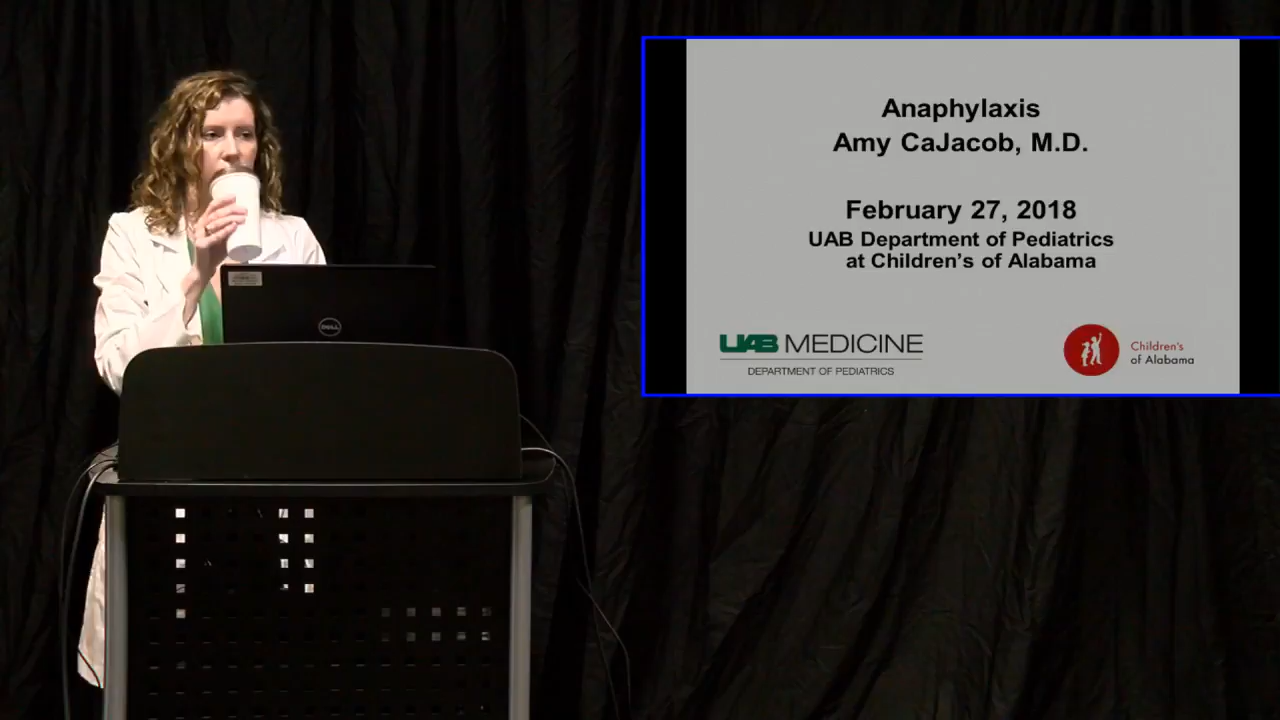 Anaphylaxis
Amy CaJacob, M.D.
February 27, 2018
UAB Department of Pediatrics
at Children's of Alabama
UAB MEDICINE
DEPARTMENT OF PEDIATRICS
Children's
of Alabama
DELL